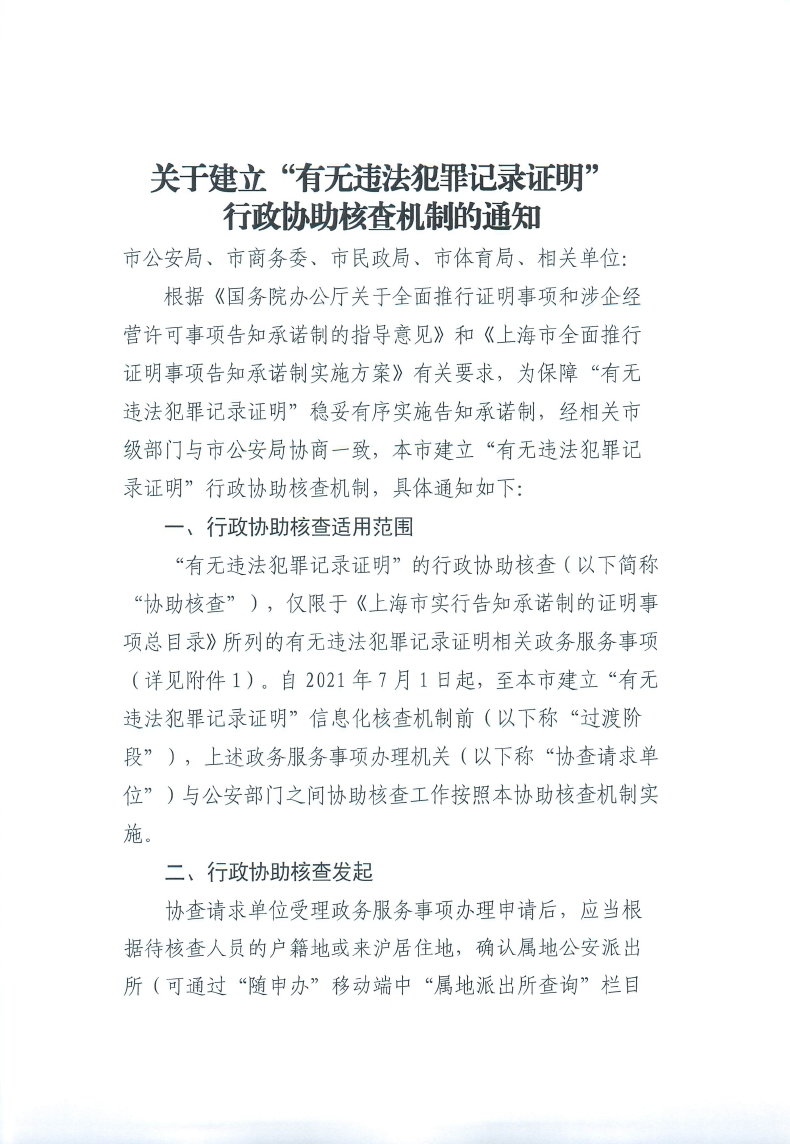 关于建立“有无违法犯罪记录证明”
行政协助核查机制的通知
市公安局、市商务委、市民政局、市体育局、相关单位：
根据《国务院办公厅关于全面推行证明事项和涉企经
营许可事项告知承诺制的指导意见》和《上海市全面推行
证明事项告知承诺制实施方案》有关要求，为保障“有无
违法犯罪记录证明”稳妥有序实施告知承诺制，经相关市
级部门与市公安局协商一致，本市建立“有无违法犯罪记
录证明”行政协助核查机制，具体通知如下：
一、行政协助核查适用范围
“有无违法犯罪记录证明”的行政协助核查（以下简称
“协助核查”），仅限于《上海市实行告知承诺制的证明事
项总目录》所列的有无违法犯罪记录证明相关政务服务事项
（详见附件1）。自2021年7月1日起，至本市建立“有无
违法犯罪记录证明”信息化核查机制前（以下称“过渡阶
段”），上述政务服务事项办理机关（以下称“协查请求单
位”）与公安部门之间协助核查工作按照本协助核查机制实
施。
二、行政协助核查发起
协查请求单位受理政务服务事项办理申请后，应当根
据待核查人员的户籍地或来沪居住地，确认属地公安派出
所（可通过“随申办”移动端中“属地派出所查询”栏目